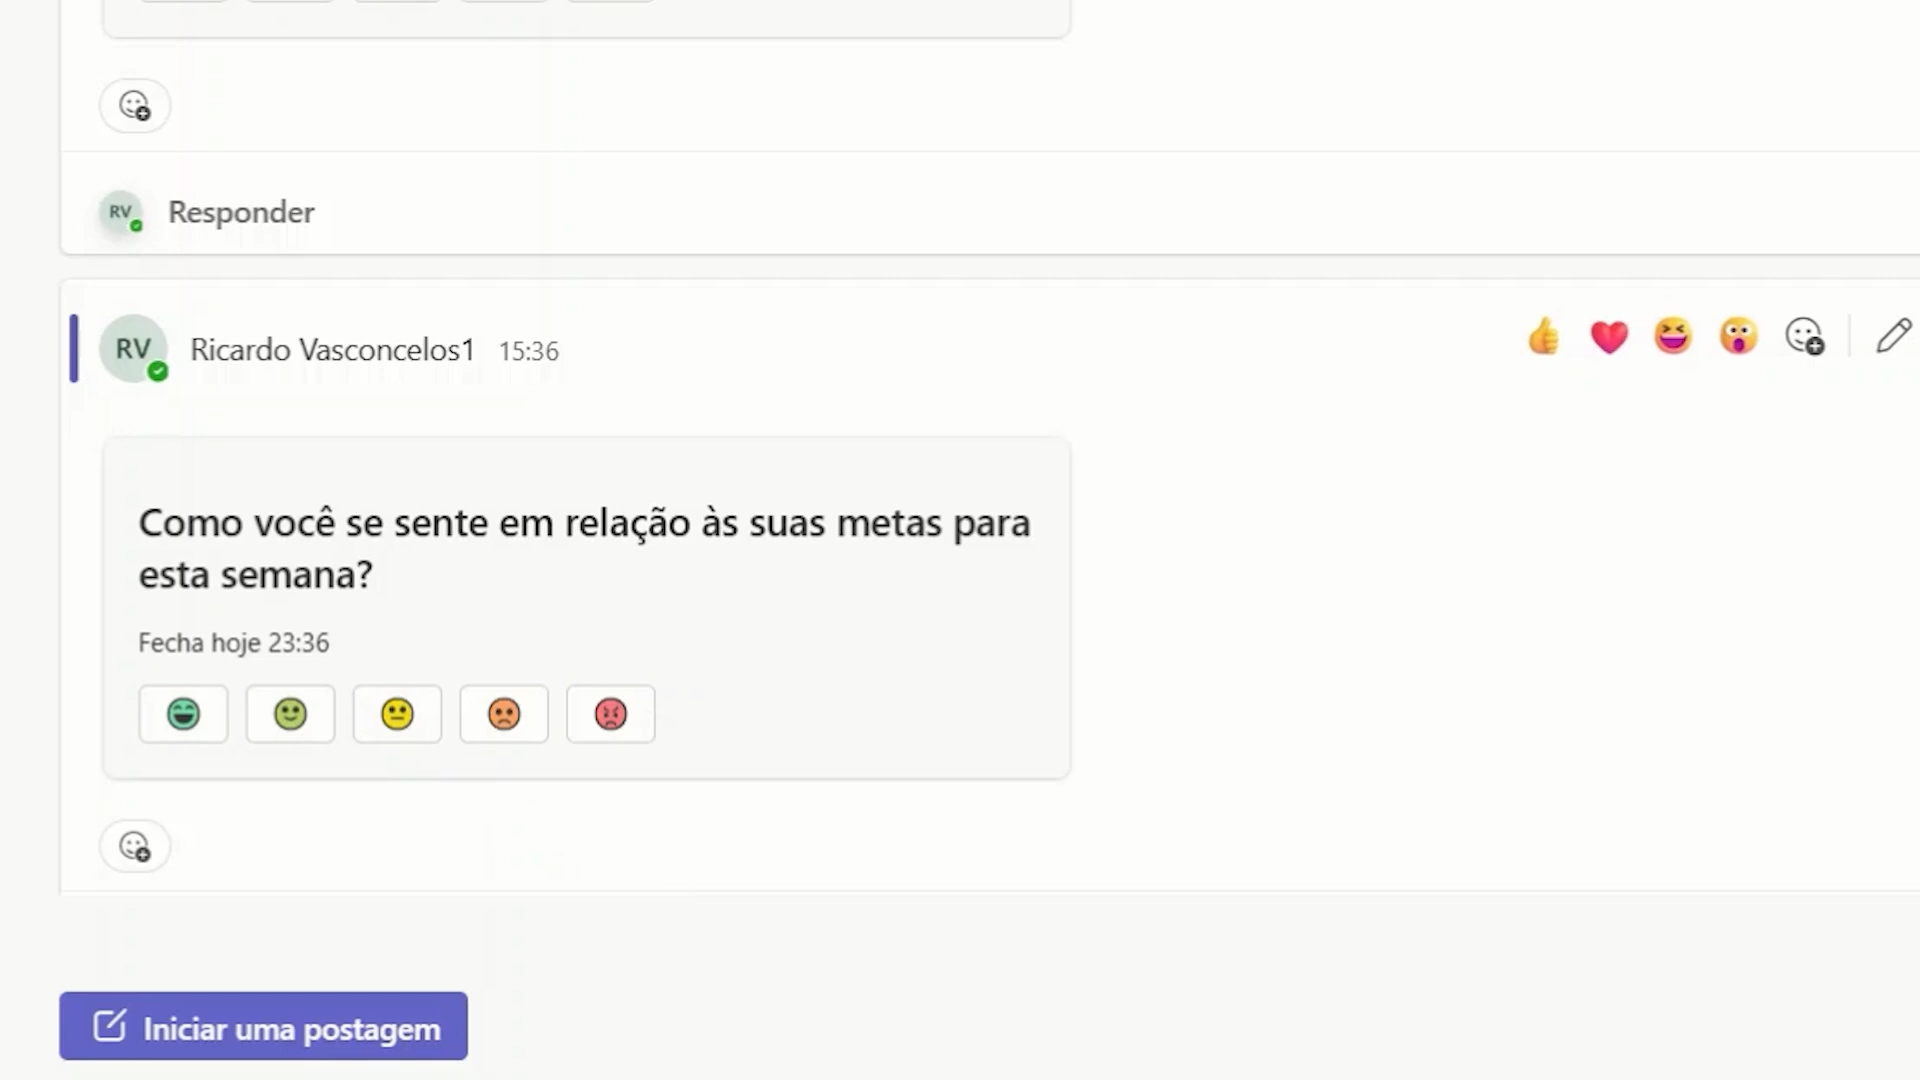 RV Responder
RV Ricardo Vasconcelos1 15:36
Como você se sente em relação às suas metas para
esta semana?
Fecha hoje 23:36
Iniciar uma postagem